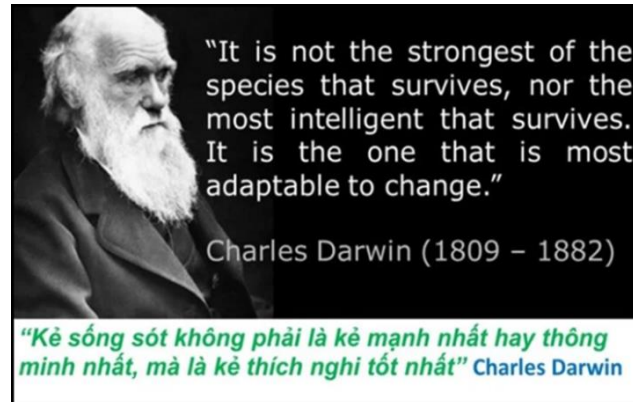 “It is not the strongest of the
species that survives, nor the
most intelligent that survives.
It is the one that is most
adaptable to change.”
Charles Darwin (1809 – 1882)
“Kẻ sống sót không phải là kẻ mạnh nhất hay thông
minh nhất, mà là kẻ thích nghi tốt nhất” Charles Darwin